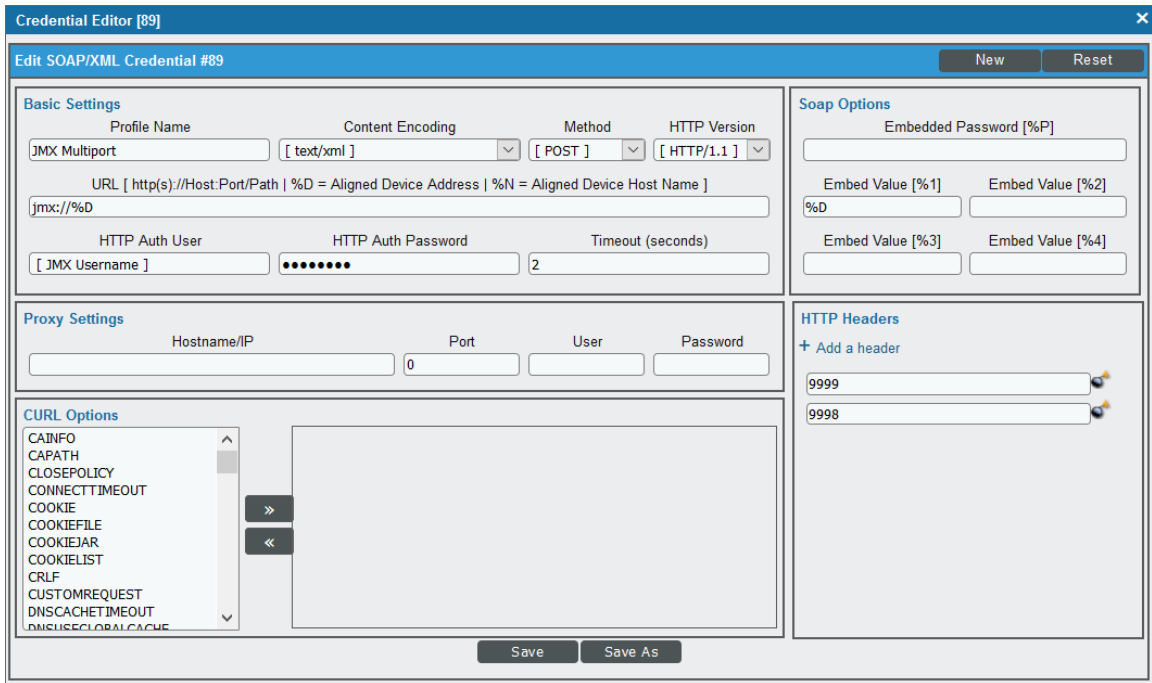 Credential Editor [89]
×
Edit SOAP/XML Credential #89
New
Reset
Basic Settings
Profile Name
Content Encoding
Method
HTTP Version
JMX Multiport
[ text/xml ]
[ POST ]
[ HTTP/1.1 ]
URL [ http(s)://Host:Port/Path | %D = Aligned Device Address | %N = Aligned Device Host Name ]
jmx://%D
HTTP Auth User
HTTP Auth Password
Timeout (seconds)
[ JMX Username ]
••••••••
2
Soap Options
Embedded Password [%P]
Embed Value [%1]
Embed Value [%2]
%D
Embed Value [%3]
Embed Value [%4]
Proxy Settings
Hostname/IP
Port
User
Password
0
HTTP Headers
+ Add a header
9999
9998
CURL Options
CAINFO
CAPATH
CLOSEPOLICY
CONNECTTIMEOUT
COOKIE
COOKIEFILE
COOKIEJAR
COOKIELIST
CRLF
CUSTOMREQUEST
DNSCACHETIMEOUT
DNSUSEGLOBALCACHE
»
«
Save
Save As